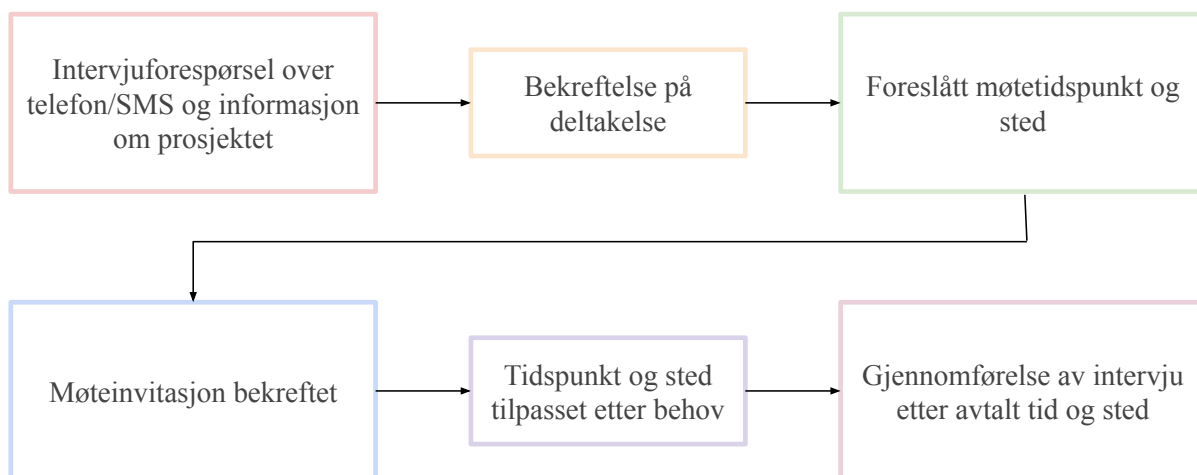 Intervjuforespørsel over
telefon/SMS og informasjon
om prosjektet
Bekreftelse på
deltakelse
Foreslått møtetidspunkt og
sted
Møteinvitasjon bekreftet
Tidspunkt og sted
tilpasset etter behov
Gjennomførelse av intervju
etter avtalt tid og sted